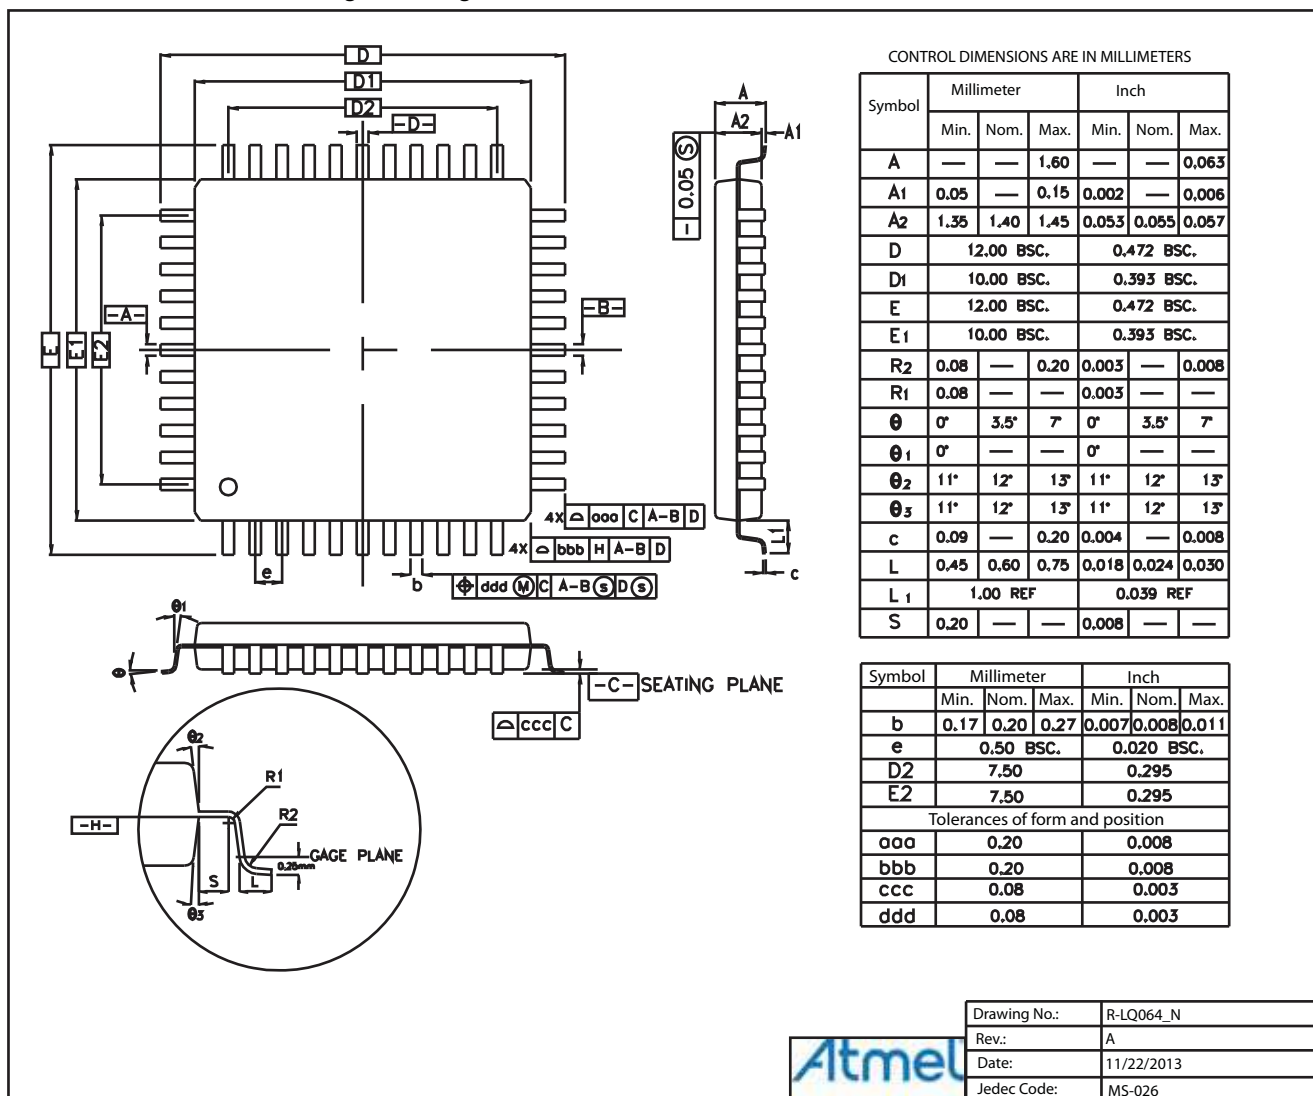 D
D1
D2
-D-
E
E1
E2
-A-
-B-
4X aaa C A-B D
4X bbb H A-B D
e
b
ddd M C A-B S D S
A
A2
A1
0.05 S
L1
c
θ1
θ
-C- SEATING PLANE
ccc C
θ2
R1
R2
-H-
GAGE PLANE
0.25mm
S
L
θ3
CONTROL DIMENSIONS ARE IN MILLIMETERS
Symbol Millimeter Inch
Min. Nom. Max. Min. Nom. Max.
A — — 1.60 — — 0.063
A1 0.05 — 0.15 0.002 — 0.006
A2 1.35 1.40 1.45 0.053 0.055 0.057
D 12.00 BSC. 0.472 BSC.
D1 10.00 BSC. 0.393 BSC.
E 12.00 BSC. 0.472 BSC.
E1 10.00 BSC. 0.393 BSC.
R2 0.08 — 0.20 0.003 — 0.008
R1 0.08 — — 0.003 — —
θ 0° 3.5° 7° 0° 3.5° 7°
θ1 0° — — 0° — —
θ2 11° 12° 13° 11° 12° 13°
θ3 11° 12° 13° 11° 12° 13°
c 0.09 — 0.20 0.004 — 0.008
L 0.45 0.60 0.75 0.018 0.024 0.030
L1 1.00 REF 0.039 REF
S 0.20 — — 0.008 — —
Symbol Millimeter Inch
Min. Nom. Max. Min. Nom. Max.
b 0.17 0.20 0.27 0.007 0.008 0.011
e 0.50 BSC. 0.020 BSC.
D2 7.50 0.295
E2 7.50 0.295
Tolerances of form and position
aaa 0.20 0.008
bbb 0.20 0.008
ccc 0.08 0.003
ddd 0.08 0.003
Atmel
Drawing No.: R-LQ064_N
Rev.: A
Date: 11/22/2013
Jedec Code: MS-026